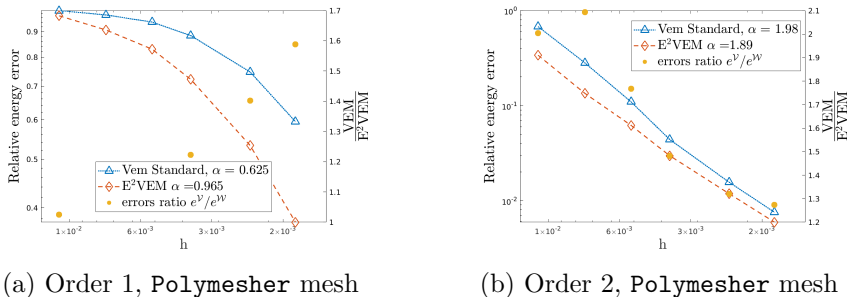 Relative energy error
0.9
0.8
0.7
0.6
0.5
0.4
1.7
1.6
1.5
1.4
1.3
1.2
1.1
1
VEM
E²VEM
Vem Standard, α = 0.625
E²VEM α =0.965
errors ratio e^V/e^W
1×10⁻² 6×10⁻³ 3×10⁻³ 2×10⁻³
h
(a) Order 1, Polymesher mesh
Relative energy error
10⁰
10⁻¹
10⁻²
2.1
2
1.9
1.8
1.7
1.6
1.5
1.4
1.3
1.2
VEM
E²VEM
Vem Standard, α = 1.98
E²VEM α =1.89
errors ratio e^V/e^W
1×10⁻² 6×10⁻³ 3×10⁻³ 2×10⁻³
h
(b) Order 2, Polymesher mesh